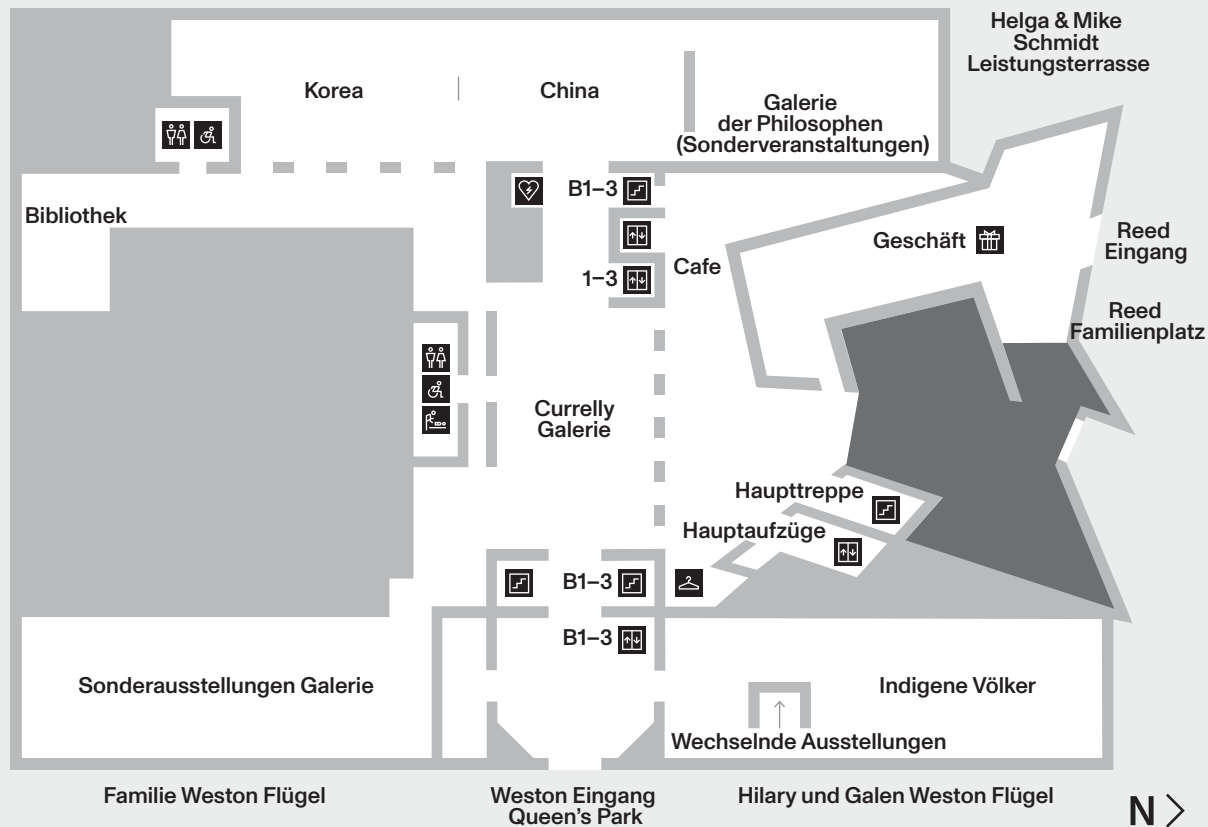 Helga & Mike
Schmidt
Leistungsterrasse
Korea
China
Galerie
der Philosophen
(Sonderveranstaltungen)
B1–3
Bibliothek
Geschäft
Reed
Eingang
Cafe
1–3
Reed
Familienplatz
Currelly
Galerie
Haupttreppe
Hauptaufzüge
B1–3
B1–3
Sonderausstellungen Galerie
Indigene Völker
Wechselnde Ausstellungen
Familie Weston Flügel
Weston Eingang
Queen’s Park
Hilary und Galen Weston Flügel
N